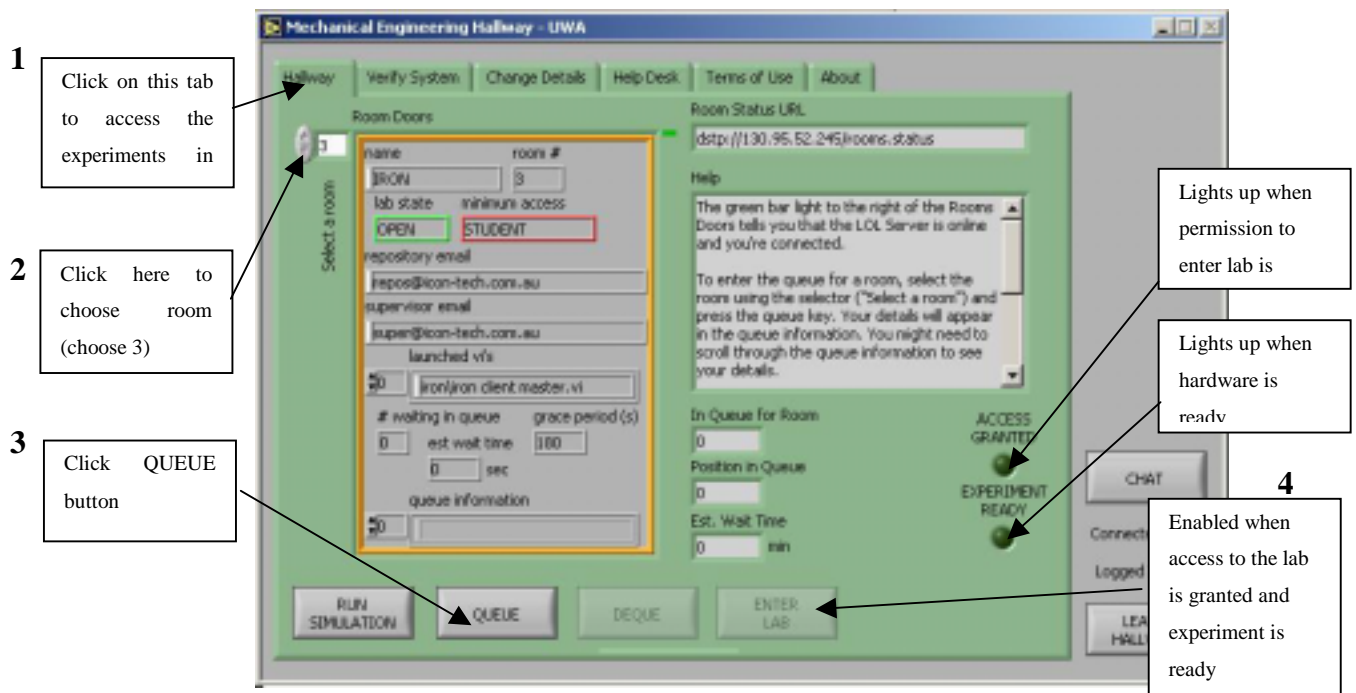 Mechanical Engineering Hallway - UWA
1
Click on this tab
to access the
experiments in
Hallway
Verify System
Change Details
Help Desk
Terms of Use
About
Room Doors
3
Select a room
name
room #
IRON
3
lab state
minimum access
OPEN
STUDENT
repository email
repos@icon-tech.com.au
supervisor email
super@icon-tech.com.au
launched vi's
0
iron\iron client master.vi
# waiting in queue
grace period (s)
0
est wait time
180
0
sec
queue information
0
Room Status URL
dstp://130.95.52.245/rooms.status
Help
The green bar light to the right of the Rooms
Doors tells you that the LOL Server is online
and you're connected.
To enter the queue for a room, select the
room using the selector ("Select a room") and
press the queue key. Your details will appear
in the queue information. You might need to
scroll through the queue information to see
your details.
In Queue for Room
0
Position in Queue
0
Est. Wait Time
0
min
ACCESS
GRANTED
EXPERIMENT
READY
RUN
SIMULATION
QUEUE
DEQUE
ENTER
LAB
CHAT
Connecte
Logged
LEA
HALL
2
Click here to
choose room
(choose 3)
3
Click QUEUE
button
Lights up when
permission to
enter lab is
Lights up when
hardware is
ready
4
Enabled when
access to the lab
is granted and
experiment is
ready